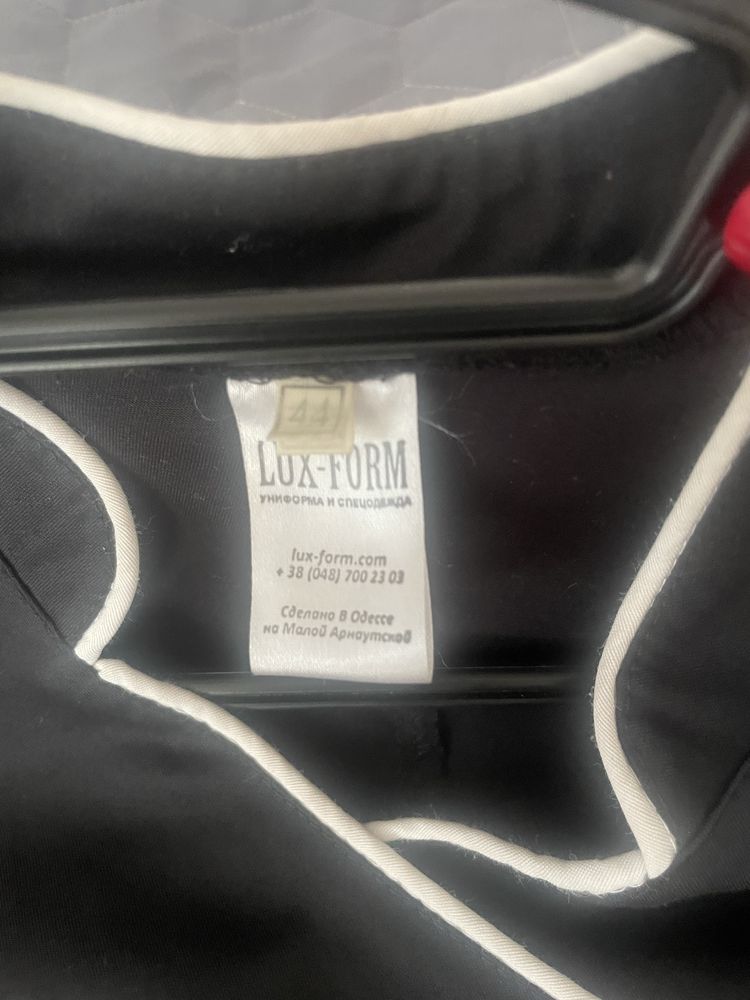 44
LUX-FORM
УНИФОРМА И СПЕЦОДЕЖДА
lux-form.com
+ 38 (048) 700 23 03
Сделано В Одессе
на Малой Арнаутской